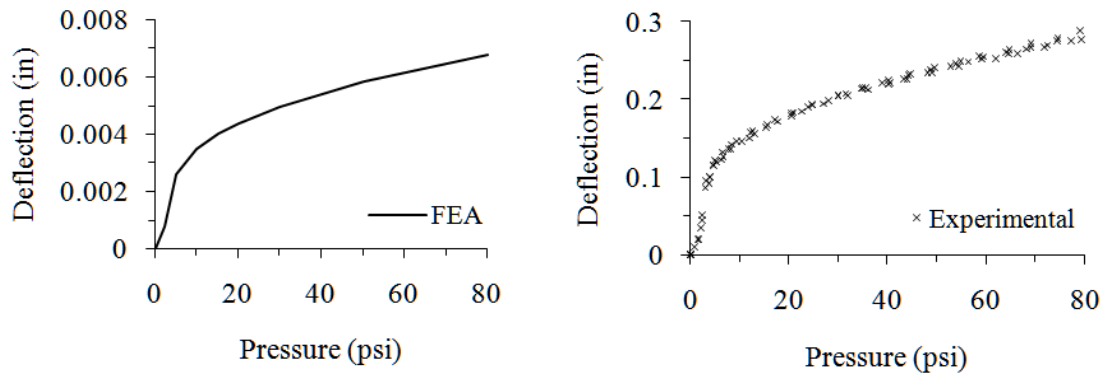 0.008
0.006
0.004
0.002
0
Deflection (in)
FEA
0 20 40 60 80
Pressure (psi)
0.3
0.2
0.1
0
Deflection (in)
Experimental
0 20 40 60 80
Pressure (psi)